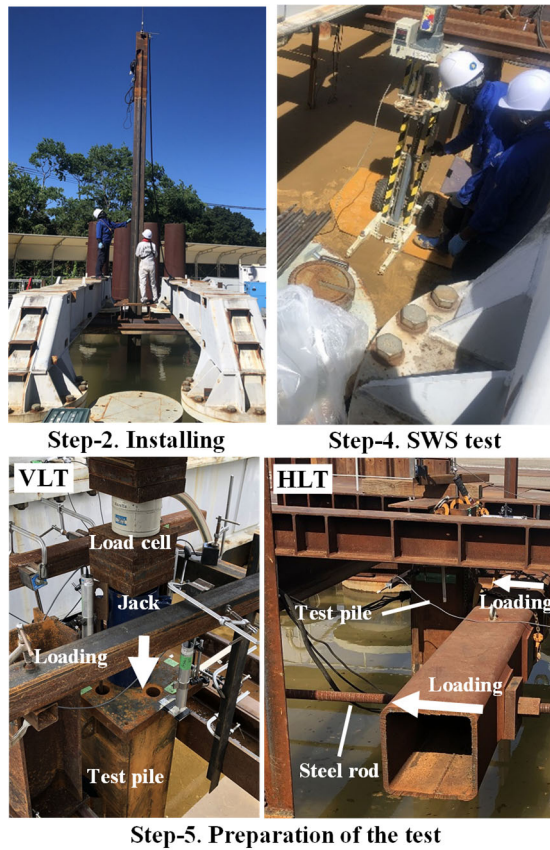 Step-2. Installing
Step-4. SWS test
VLT
Load cell
Jack
Loading
Test pile
HLT
Test pile
Loading
Loading
Steel rod
Step-5. Preparation of the test